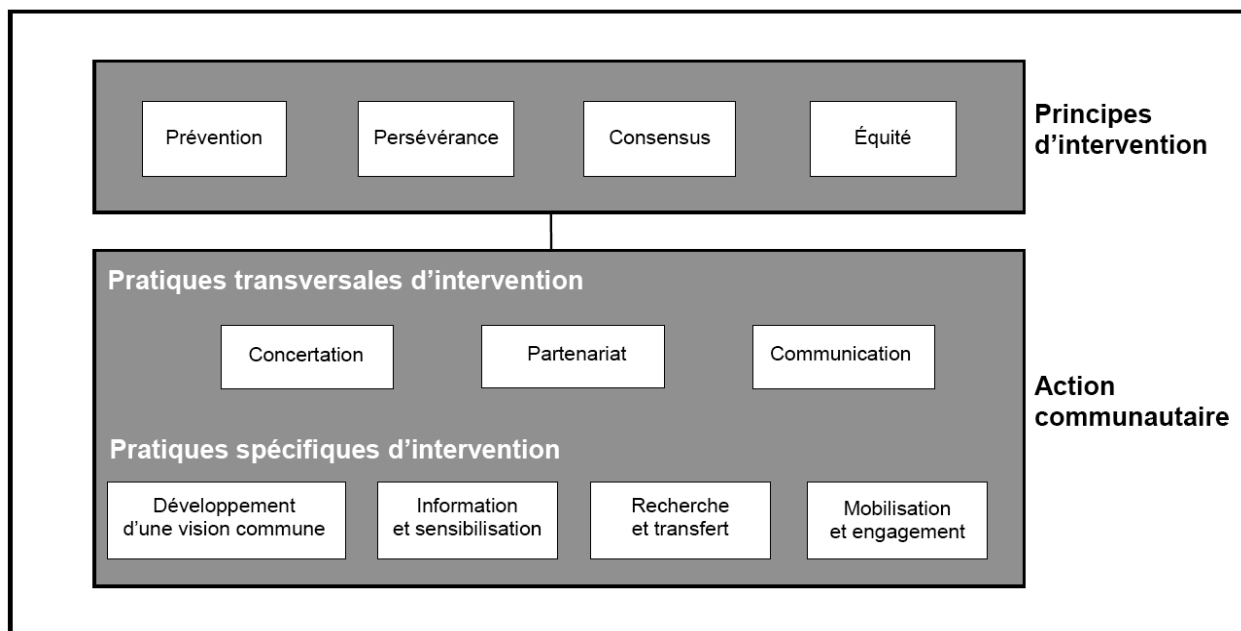 Prévention
Persévérance
Consensus
Équité
Principes
d'intervention
Pratiques transversales d'intervention
Concertation
Partenariat
Communication
Action
communautaire
Pratiques spécifiques d'intervention
Développement
d'une vision commune
Information
et sensibilisation
Recherche
et transfert
Mobilisation
et engagement